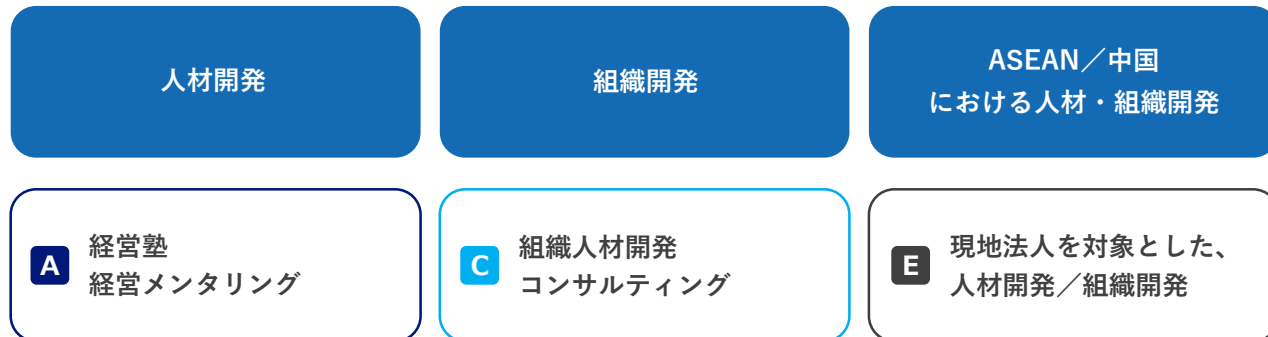 人材開発
組織開発
ASEAN／中国
における人材・組織開発
A
経営塾
経営メンタリング
C
組織人材開発
コンサルティング
E
現地法人を対象とした、
人材開発／組織開発